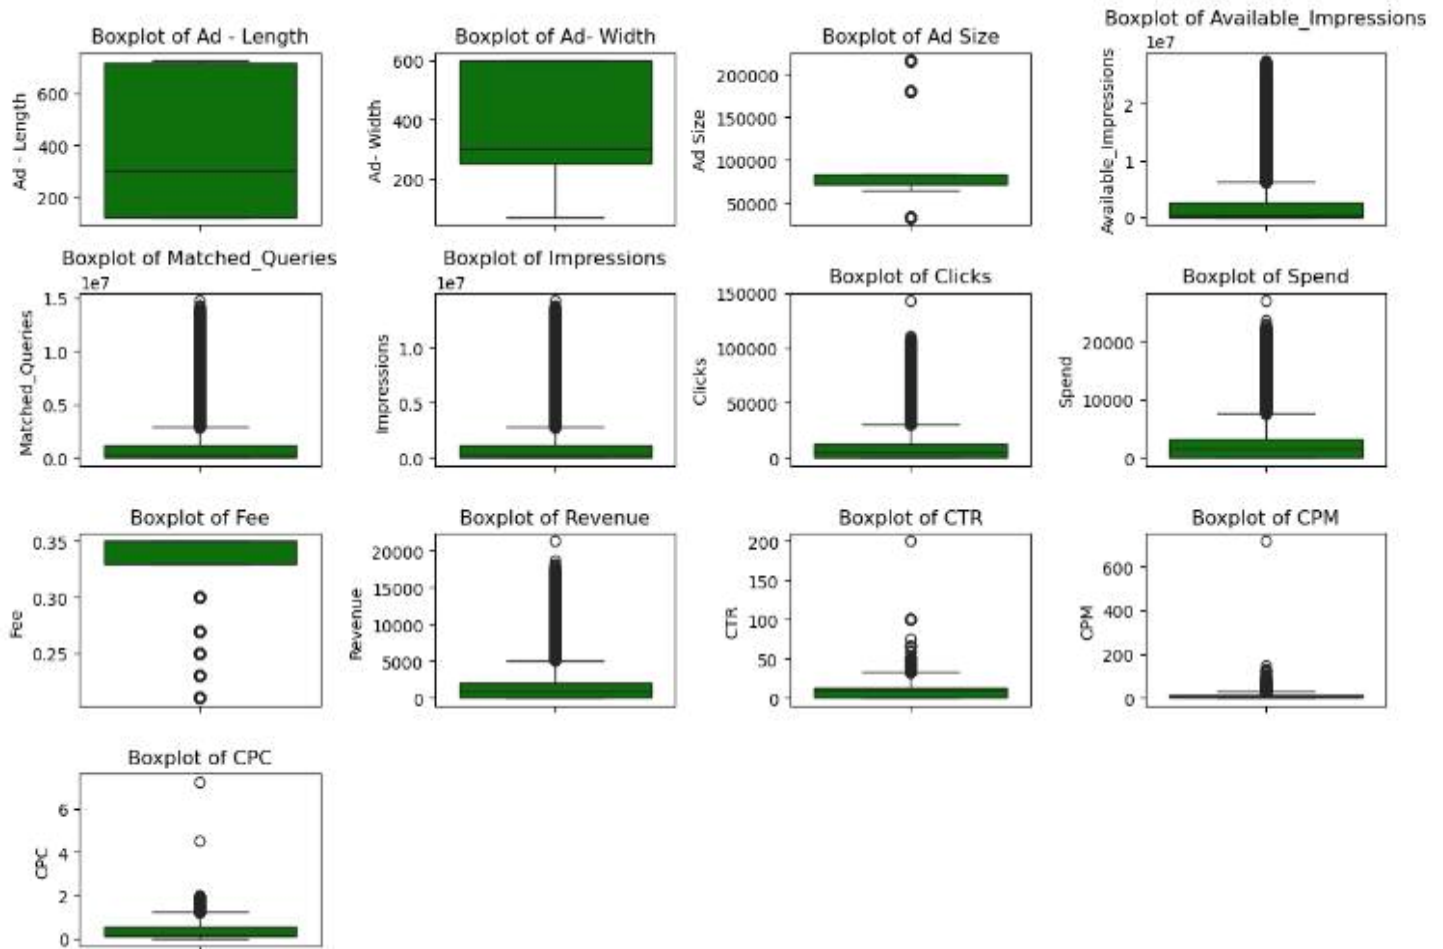 Boxplot of Ad - Length
Ad - Length
600
400
200
Boxplot of Ad- Width
Ad- Width
600
400
200
Boxplot of Ad Size
Ad Size
200000
150000
100000
50000
Boxplot of Available_Impressions
1e7
Available_Impressions
2
1
0
Boxplot of Matched_Queries
1e7
Matched_Queries
1.5
1.0
0.5
0.0
Boxplot of Impressions
1e7
Impressions
1.0
0.5
0.0
Boxplot of Clicks
Clicks
150000
100000
50000
0
Boxplot of Spend
Spend
20000
10000
0
Boxplot of Fee
Fee
0.35
0.30
0.25
Boxplot of Revenue
Revenue
20000
15000
10000
5000
0
Boxplot of CTR
CTR
200
150
100
50
0
Boxplot of CPM
CPM
600
400
200
0
Boxplot of CPC
CPC
6
4
2
0